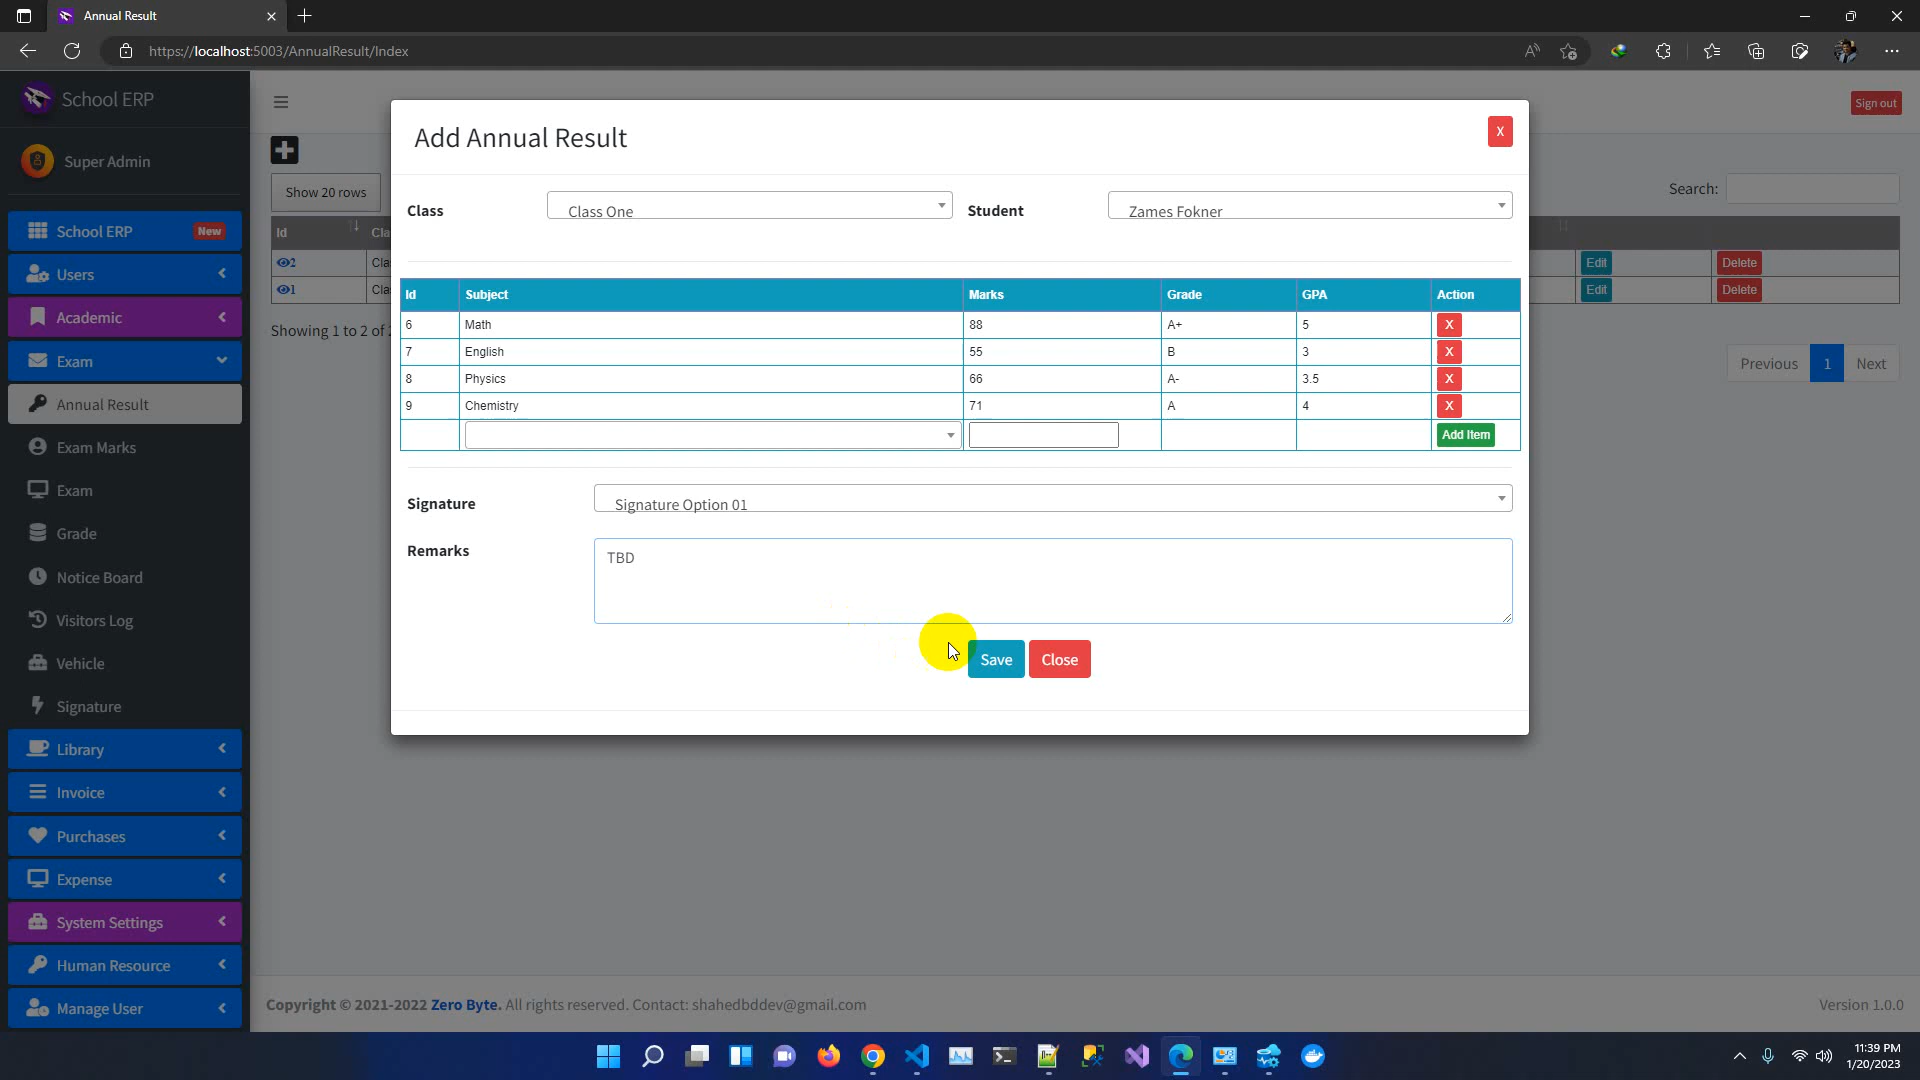 Annual Result
https://localhost:5003/AnnualResult/Index
School ERP
Sign out
Super Admin
Show 20 rows
Search:
Id
Cla
2
Cla
Edit
Delete
1
Cla
Edit
Delete
Showing 1 to 2 of
Previous
1
Next
School ERP
New
Users
Academic
Exam
Annual Result
Exam Marks
Exam
Grade
Notice Board
Visitors Log
Vehicle
Signature
Library
Invoice
Purchases
Expense
System Settings
Human Resource
Manage User
Add Annual Result
X
Class
Class One
Student
Zames Fokner
Id Subject Marks Grade GPA Action
6 Math 88 A+ 5 X
7 English 55 B 3 X
8 Physics 66 A- 3.5 X
9 Chemistry 71 A 4 X
Add Item
Signature
Signature Option 01
Remarks
TBD
Save
Close
Copyright © 2021-2022 Zero Byte. All rights reserved. Contact: shahedbddev@gmail.com
Version 1.0.0
11:39 PM
1/20/2023